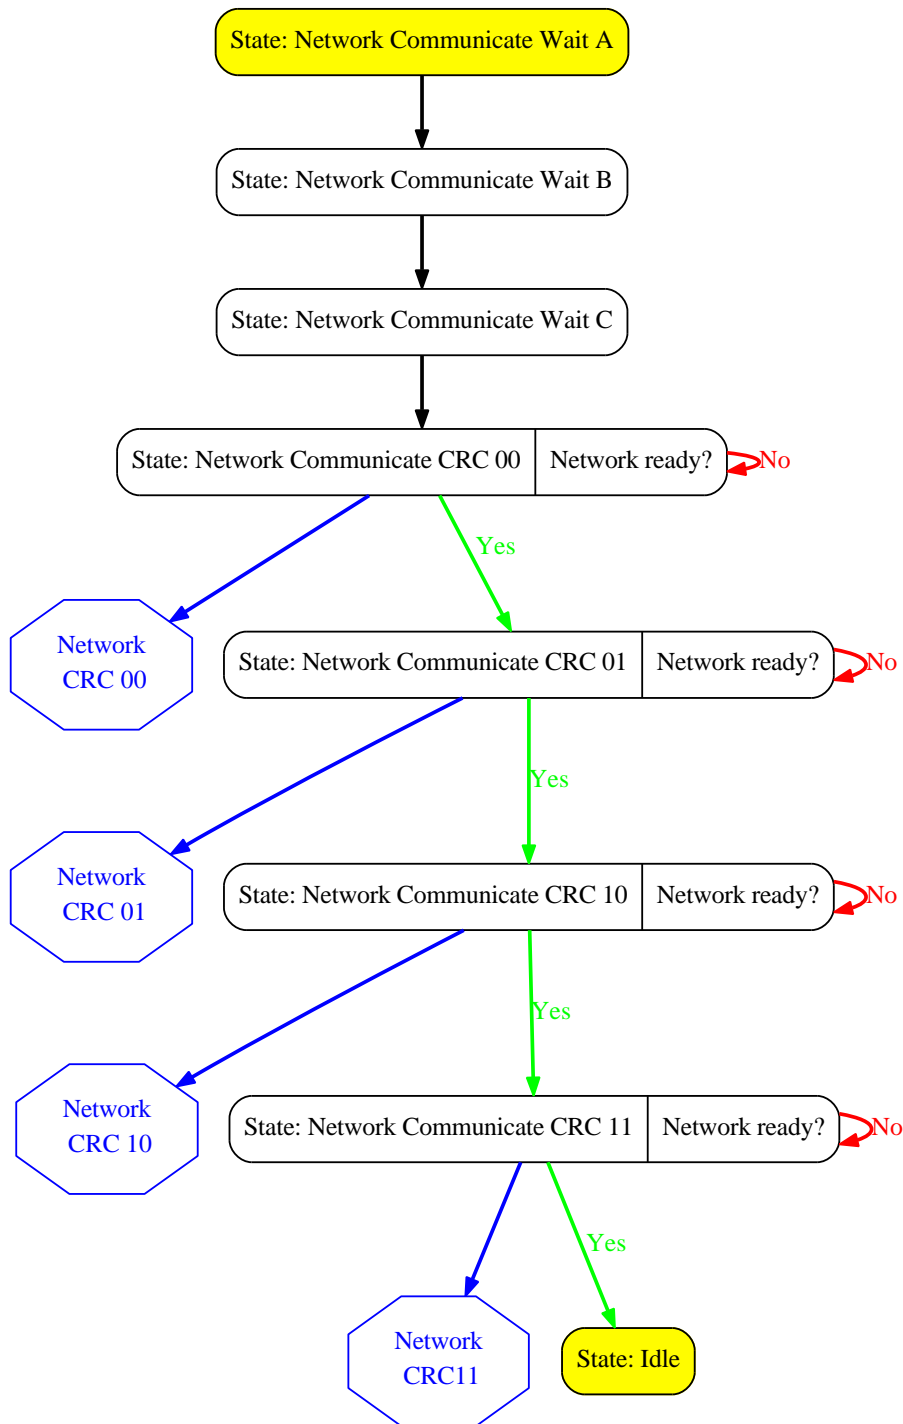 State: Network Communicate Wait A
State: Network Communicate Wait B
State: Network Communicate Wait C
State: Network Communicate CRC 00
Network ready?
No
Yes
Network
CRC 00
State: Network Communicate CRC 01
Network ready?
No
Yes
Network
CRC 01
State: Network Communicate CRC 10
Network ready?
No
Yes
Network
CRC 10
State: Network Communicate CRC 11
Network ready?
No
Yes
Network
CRC11
State: Idle